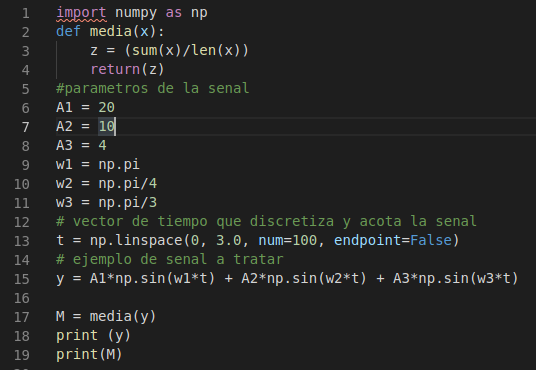 1 import numpy as np
2 def media(x):
3     z = (sum(x)/len(x))
4     return(z)
5 #parametros de la senal
6 A1 = 20
7 A2 = 10
8 A3 = 4
9 w1 = np.pi
10 w2 = np.pi/4
11 w3 = np.pi/3
12 # vector de tiempo que discretiza y acota la senal
13 t = np.linspace(0, 3.0, num=100, endpoint=False)
14 # ejemplo de senal a tratar
15 y = A1*np.sin(w1*t) + A2*np.sin(w2*t) + A3*np.sin(w3*t)
16
17 M = media(y)
18 print (y)
19 print(M)